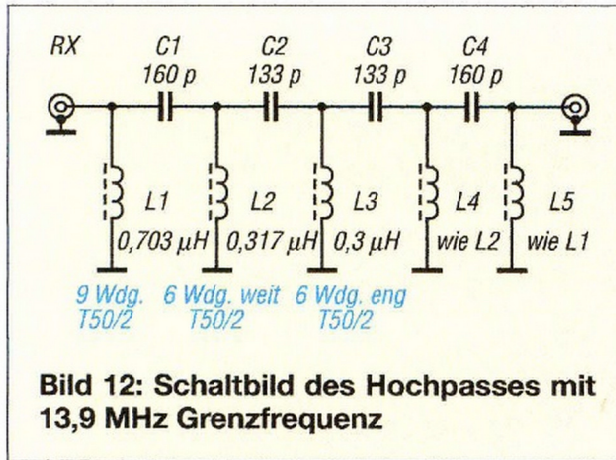 RX
C1 C2 C3 C4
160 p 133 p 133 p 160 p
L1 L2 L3 L4 L5
0,703 µH 0,317 µH 0,3 µH wie L2 wie L1
9 Wdg. 6 Wdg. weit 6 Wdg. eng
T50/2 T50/2 T50/2
Bild 12: Schaltbild des Hochpasses mit
13,9 MHz Grenzfrequenz